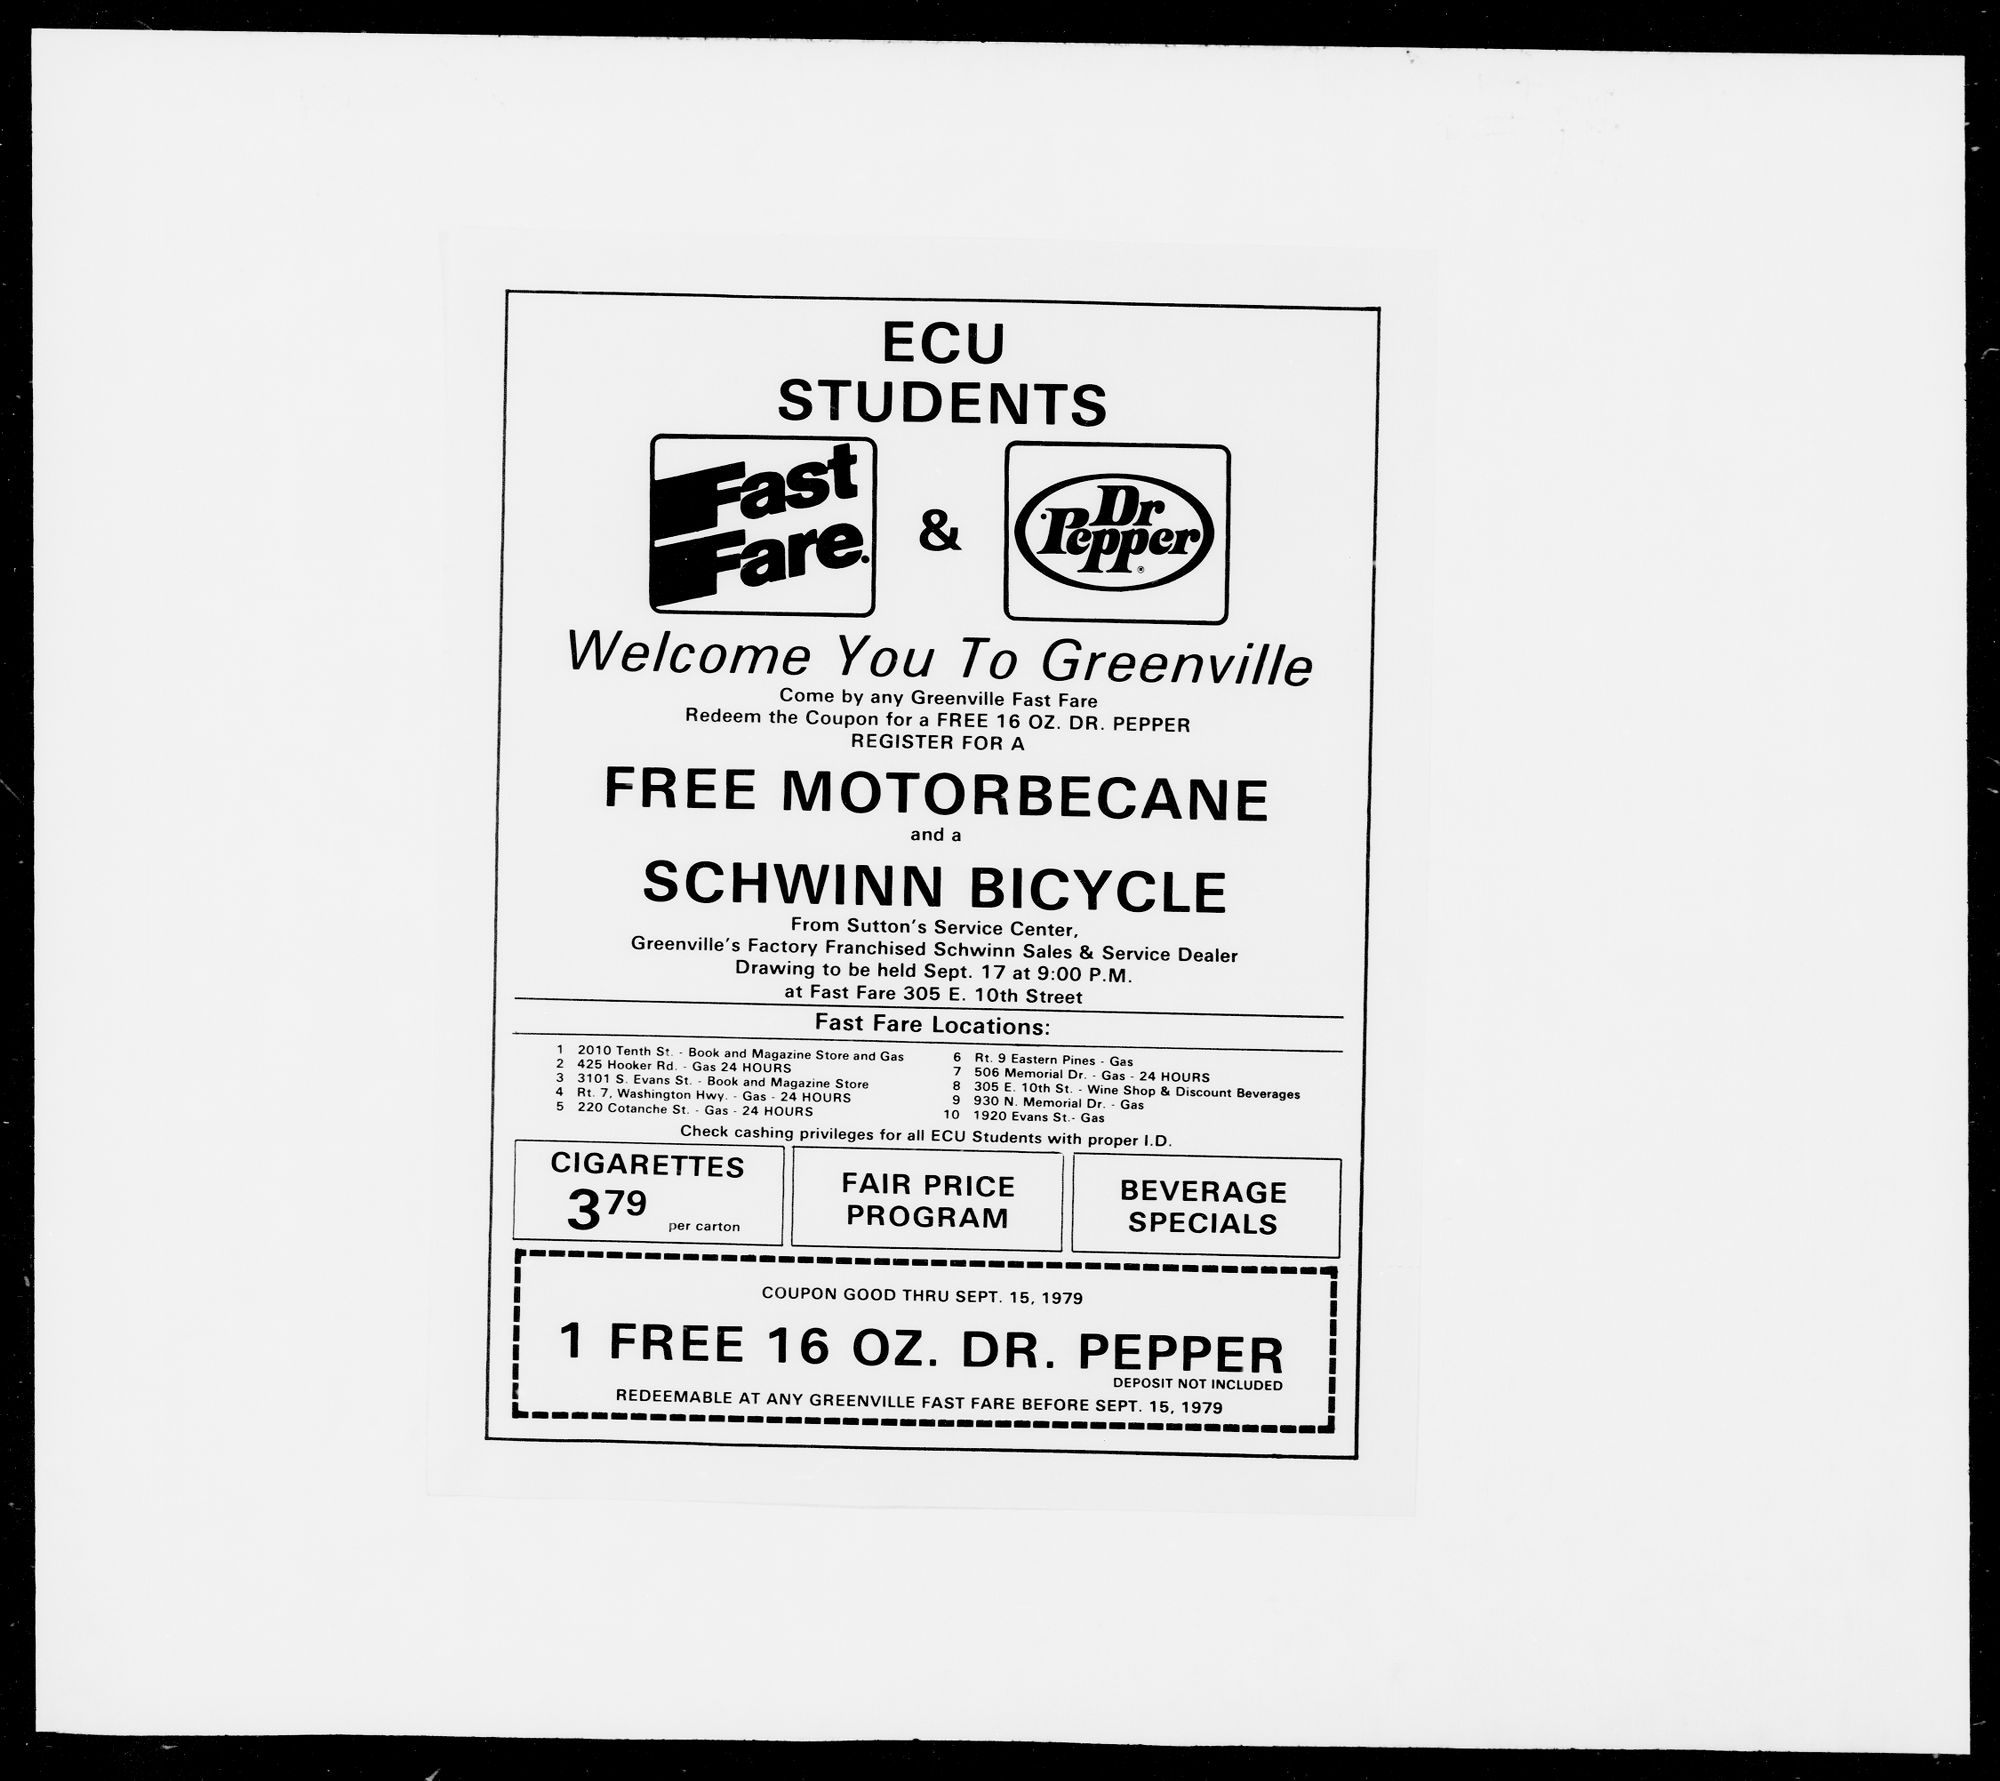 ECU
STUDENTS
Fast
Fare.
&
Dr
Pepper
®
Welcome You To Greenville
Come by any Greenville Fast Fare
Redeem the Coupon for a FREE 16 OZ. DR. PEPPER
REGISTER FOR A
FREE MOTORBECANE
and a
SCHWINN BICYCLE
From Sutton's Service Center,
Greenville's Factory Franchised Schwinn Sales & Service Dealer
Drawing to be held Sept. 17 at 9:00 P.M.
at Fast Fare 305 E. 10th Street
Fast Fare Locations:
1 2010 Tenth St. - Book and Magazine Store and Gas
2 425 Hooker Rd. - Gas 24 HOURS
3 3101 S. Evans St. - Book and Magazine Store
4 Rt. 7, Washington Hwy. - Gas - 24 HOURS
5 220 Cotanche St. - Gas - 24 HOURS
6 Rt. 9 Eastern Pines - Gas
7 506 Memorial Dr. - Gas - 24 HOURS
8 305 E. 10th St. - Wine Shop & Discount Beverages
9 930 N. Memorial Dr. - Gas
10 1920 Evans St.- Gas
Check cashing privileges for all ECU Students with proper I.D.
CIGARETTES
3 79 per carton
FAIR PRICE
PROGRAM
BEVERAGE
SPECIALS
COUPON GOOD THRU SEPT. 15, 1979
1 FREE 16 OZ. DR. PEPPER
DEPOSIT NOT INCLUDED
REDEEMABLE AT ANY GREENVILLE FAST FARE BEFORE SEPT. 15, 1979